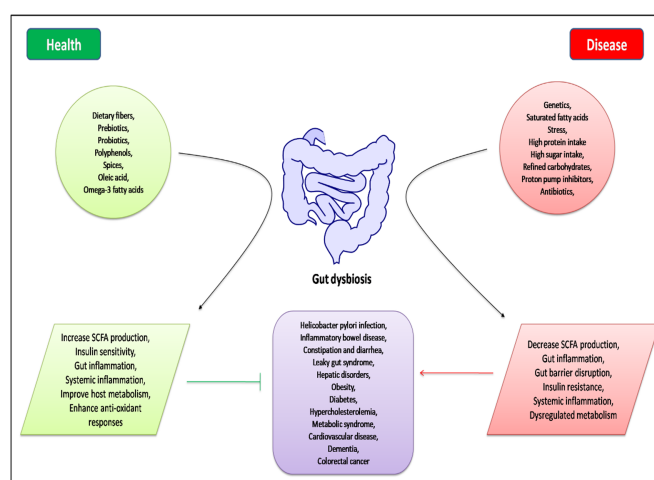 Health
Disease
Dietary fibers,
Prebiotics,
Probiotics,
Polyphenols,
Spices,
Oleic acid,
Omega-3 fatty acids
Genetics,
Saturated fatty acids
Stress,
High protein intake
High sugar intake,
Refined carbohydrates,
Proton pump inhibitors,
Antibiotics,
Gut dysbiosis
Increase SCFA production,
Insulin sensitivity,
Gut inflammation,
Systemic inflammation,
Improve host metabolism,
Enhance anti-oxidant
responses
Helicobacter pylori infection,
Inflammatory bowel disease,
Constipation and diarrhea,
Leaky gut syndrome,
Hepatic disorders,
Obesity,
Diabetes,
Hypercholesterolemia,
Metabolic syndrome,
Cardiovascular disease,
Dementia,
Colorectal cancer
Decrease SCFA production,
Gut inflammation,
Gut barrier disruption,
Insulin resistance,
Systemic inflammation,
Dysregulated metabolism